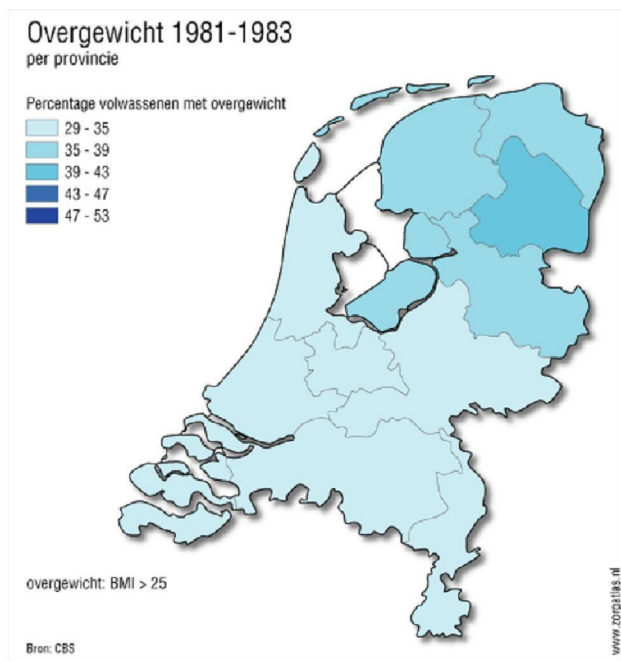 Overgewicht 1981-1983
per provincie
Percentage volwassenen met overgewicht
29 - 35
35 - 39
39 - 43
43 - 47
47 - 53
overgewicht: BMI > 25
Bron: CBS
www.zorgatlas.nl